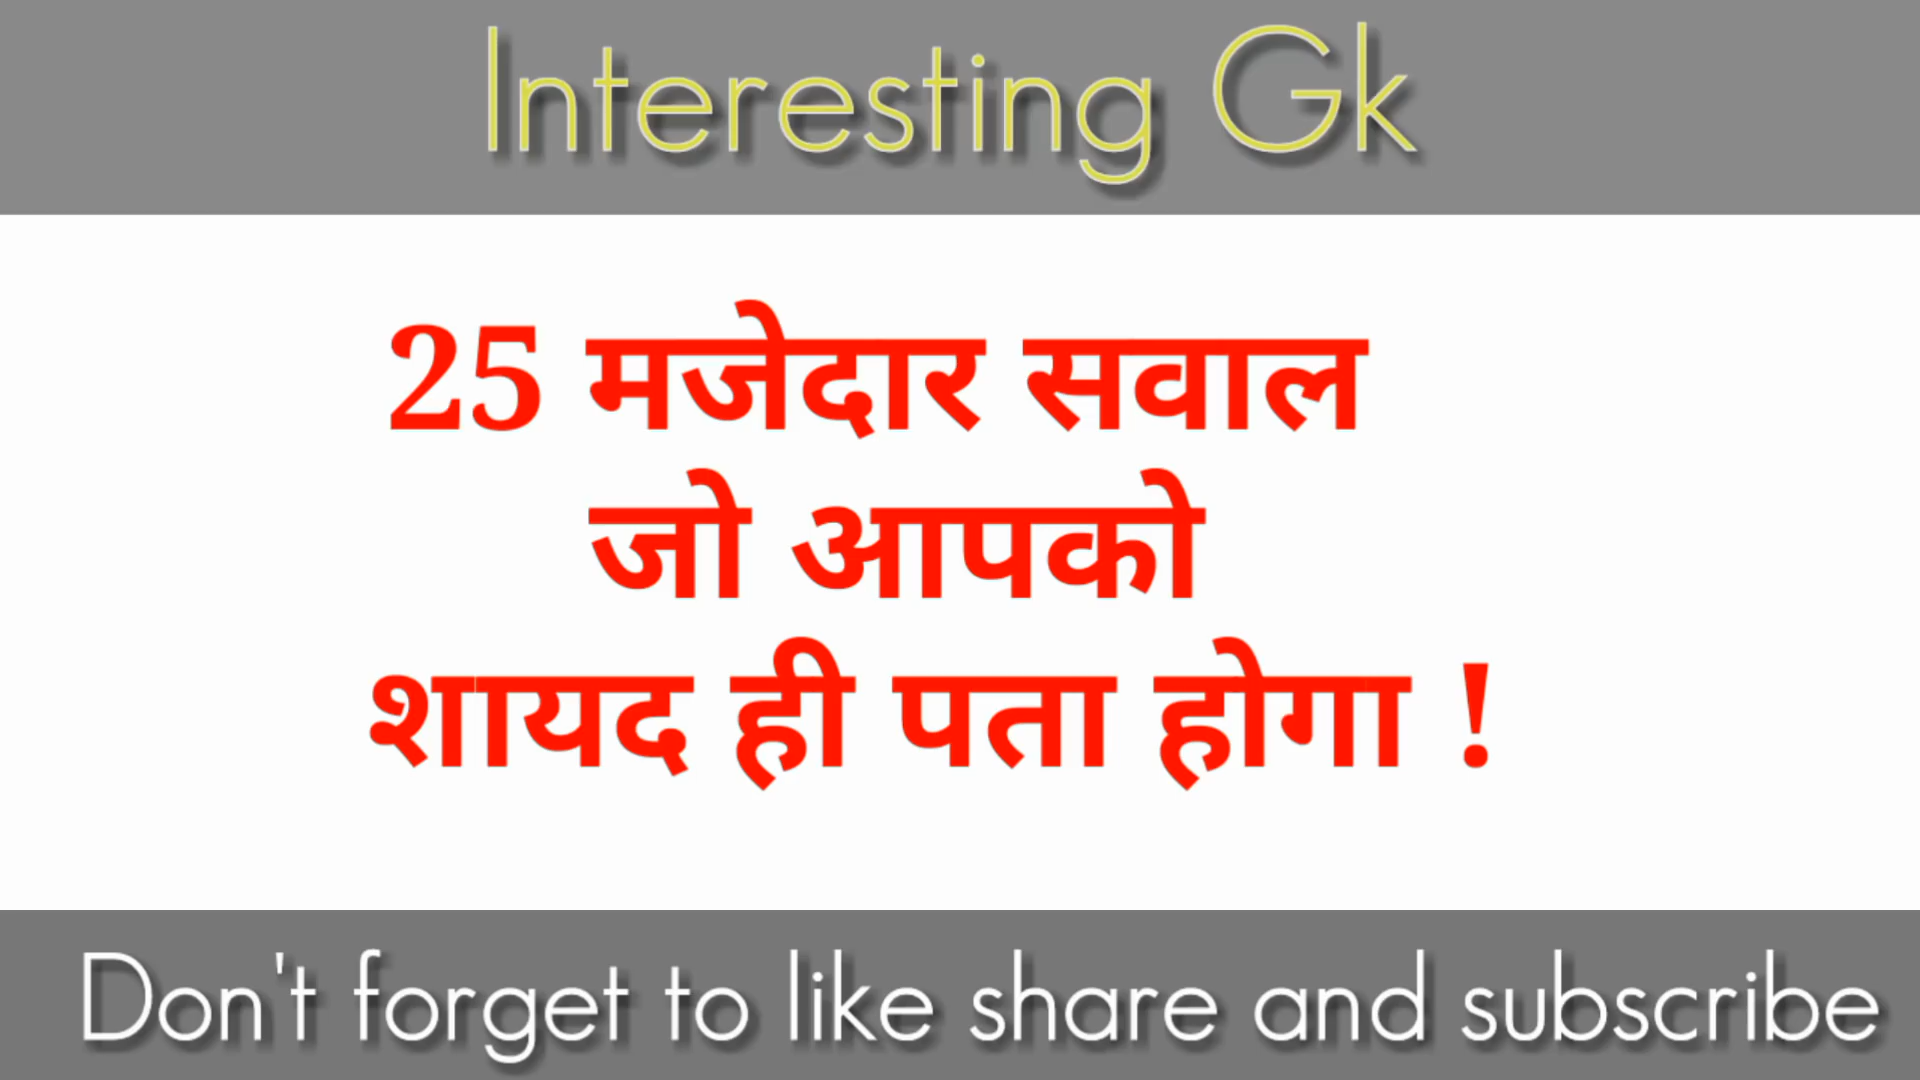 Interesting Gk
25 मजेदार सवाल
जो आपको
शायद ही पता होगा !
Don't forget to like share and subscribe